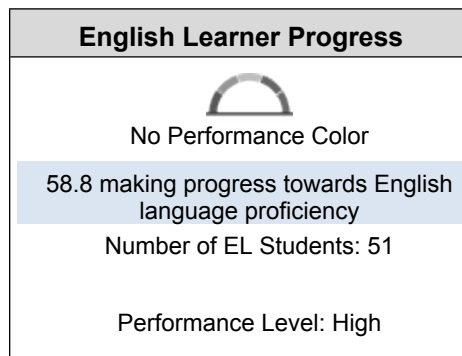 English Learner Progress
No Performance Color
58.8 making progress towards English
language proficiency
Number of EL Students: 51
Performance Level: High